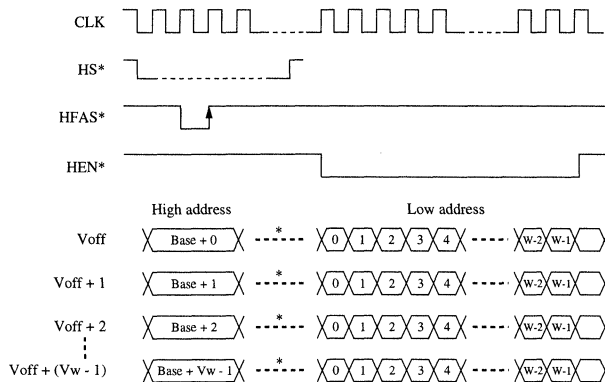 CLK
HS*
HFAS*
HEN*
High address Low address
Voff Base + 0 * 0 1 2 3 4 W-2 W-1
Voff + 1 Base + 1 * 0 1 2 3 4 W-2 W-1
Voff + 2 Base + 2 * 0 1 2 3 4 W-2 W-1
Voff + (Vw - 1) Base + Vw - 1 * 0 1 2 3 4 W-2 W-1